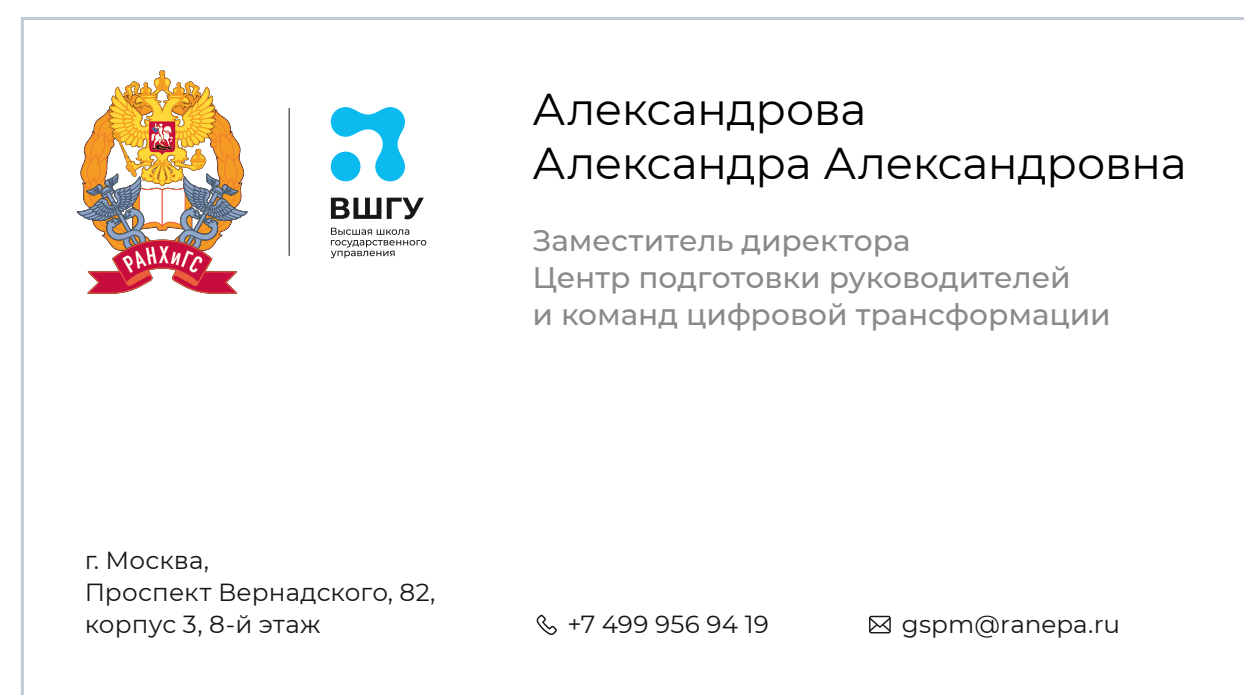 РАНХиГС
ВШГУ
Высшая школа
государственного
управления
Александрова
Александра Александровна
Заместитель директора
Центр подготовки руководителей
и команд цифровой трансформации
г. Москва,
Проспект Вернадского, 82,
корпус 3, 8-й этаж
+7 499 956 94 19
gspm@ranepa.ru